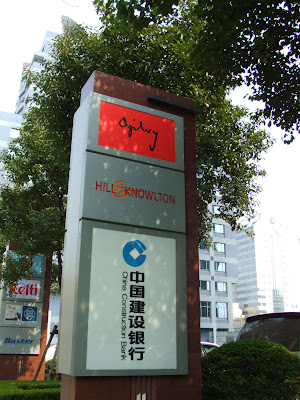 Ogilvy
HILL&KNOWLTON
中国建设银行
China Construction Bank
Baxter